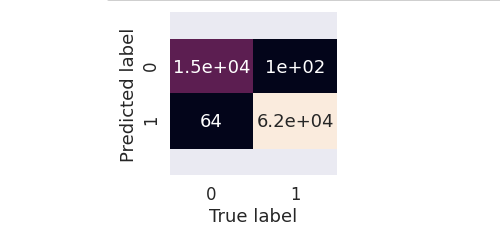 Predicted label
0
1.5e+04 1e+02
1
64 6.2e+04
0 1
True label